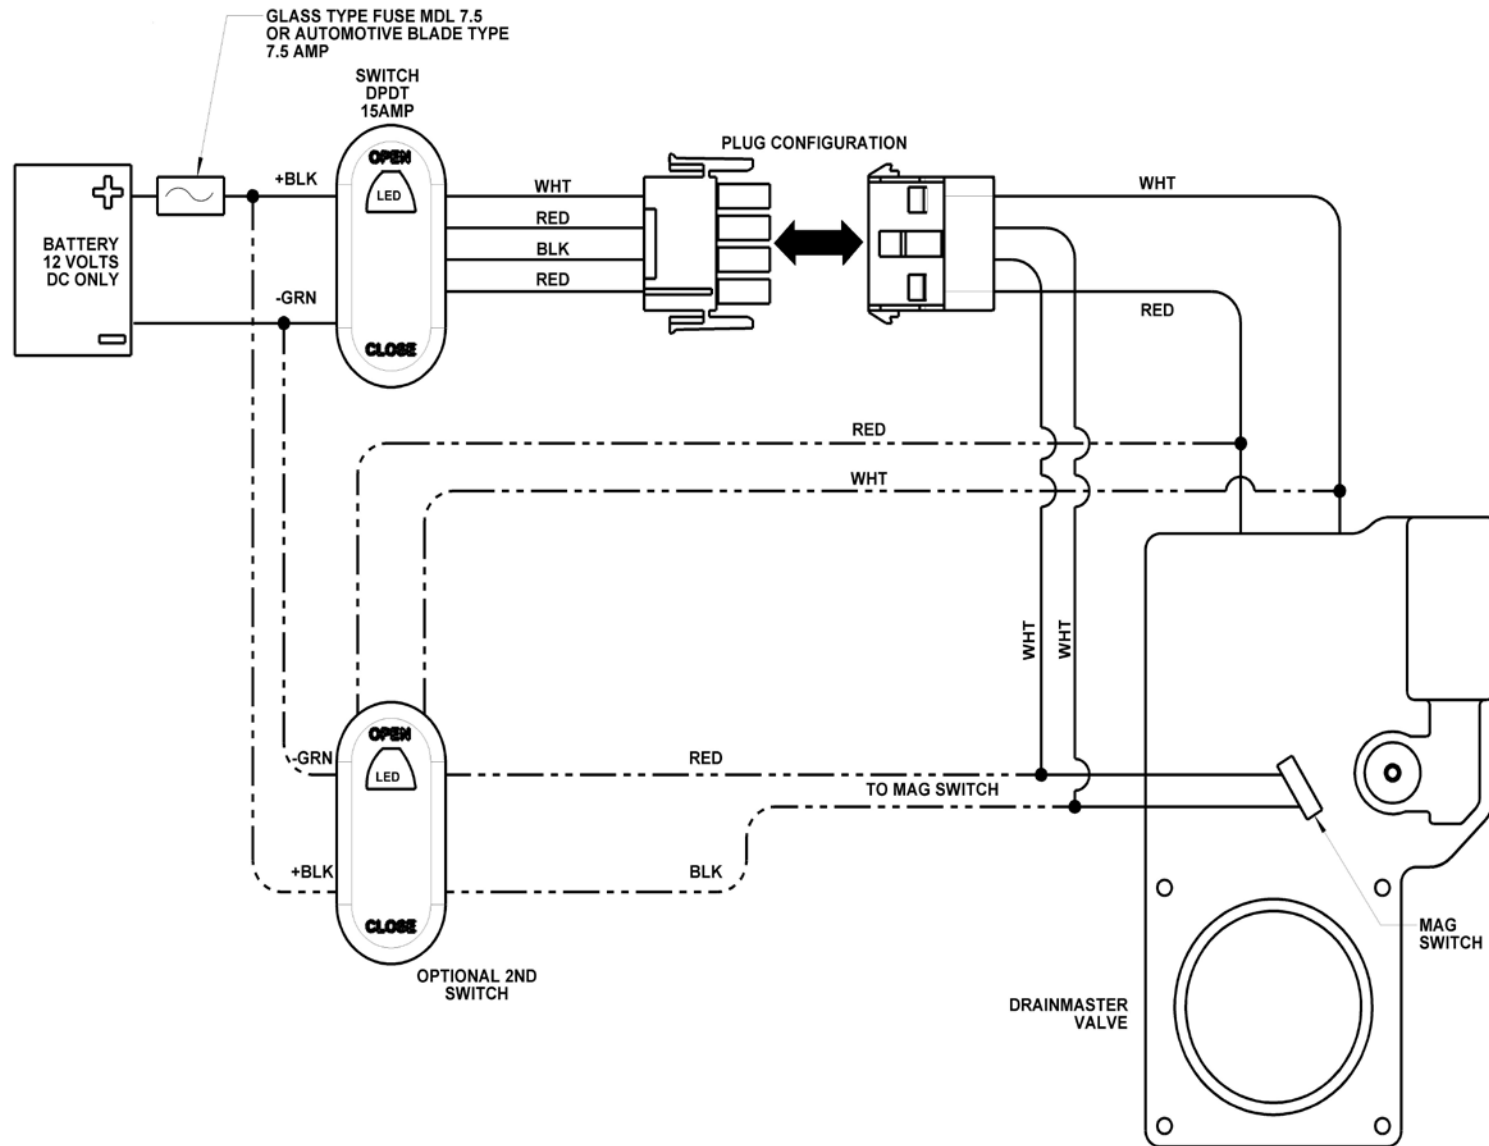 GLASS TYPE FUSE MDL 7.5
OR AUTOMOTIVE BLADE TYPE
7.5 AMP
SWITCH
DPDT
15AMP
PLUG CONFIGURATION
OPEN
LED
CLOSE
+BLK
-GRN
BATTERY
12 VOLTS
DC ONLY
WHT
RED
BLK
RED
WHT
RED
RED
WHT
WHT
WHT
OPEN
LED
CLOSE
-GRN
+BLK
RED
TO MAG SWITCH
BLK
OPTIONAL 2ND
SWITCH
MAG
SWITCH
DRAINMASTER
VALVE